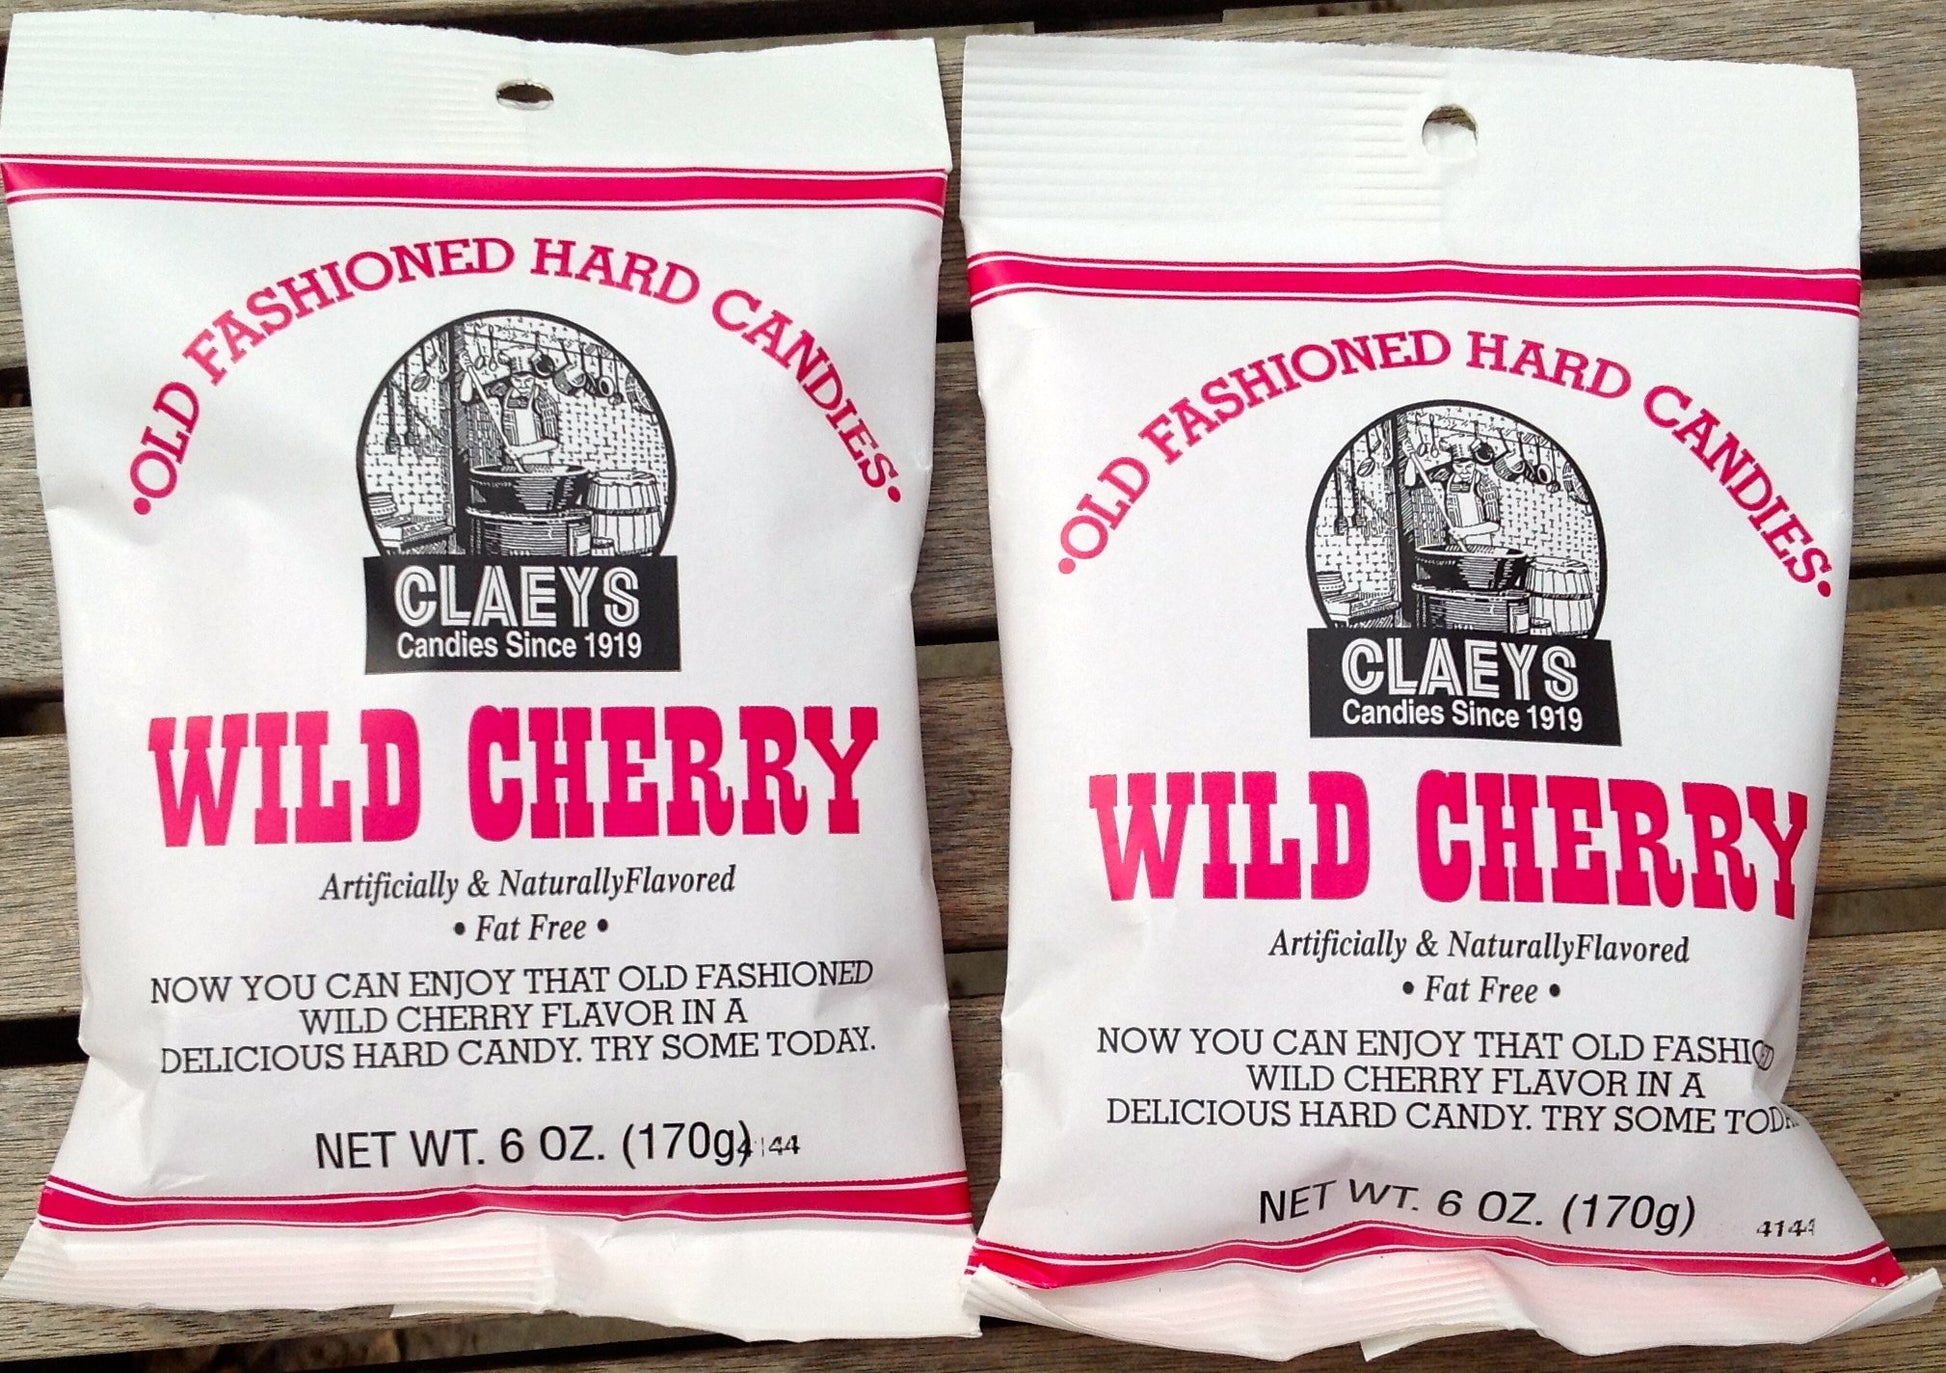 •OLD FASHIONED HARD CANDIES•
CLAEYS
Candies Since 1919
WILD CHERRY
Artificially & NaturallyFlavored
• Fat Free •
NOW YOU CAN ENJOY THAT OLD FASHIONED
WILD CHERRY FLAVOR IN A
DELICIOUS HARD CANDY. TRY SOME TODAY.
NET WT. 6 OZ. (170g) 4144
•OLD FASHIONED HARD CANDIES•
CLAEYS
Candies Since 1919
WILD CHERRY
Artificially & NaturallyFlavored
• Fat Free •
NOW YOU CAN ENJOY THAT OLD
WILD CHERRY FLAVOR IN A
DELICIOUS HARD CANDY. TRY SOME
NET WT. 6 OZ. (170g) 4144